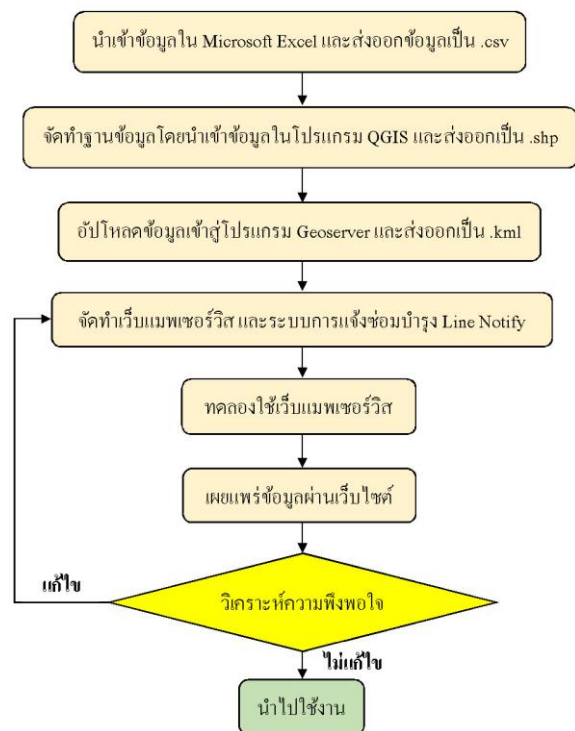 นำเข้าข้อมูลใน Microsoft Excel และส่งออกข้อมูลเป็น .csv
จัดทำฐานข้อมูลโดยนำเข้าข้อมูลในโปรแกรม QGIS และส่งออกเป็น .shp
อัปโหลดข้อมูลเข้าสู่โปรแกรม Geoserver และส่งออกเป็น .kml
จัดทำเว็บแมพเซอร์วิส และระบบการแจ้งซ่อมบำรุง Line Notify
ทดลองใช้เว็บแมพเซอร์วิส
เผยแพร่ข้อมูลผ่านเว็บไซต์
แก้ไข
วิเคราะห์ความพึงพอใจ
ไม่แก้ไข
นำไปใช้งาน